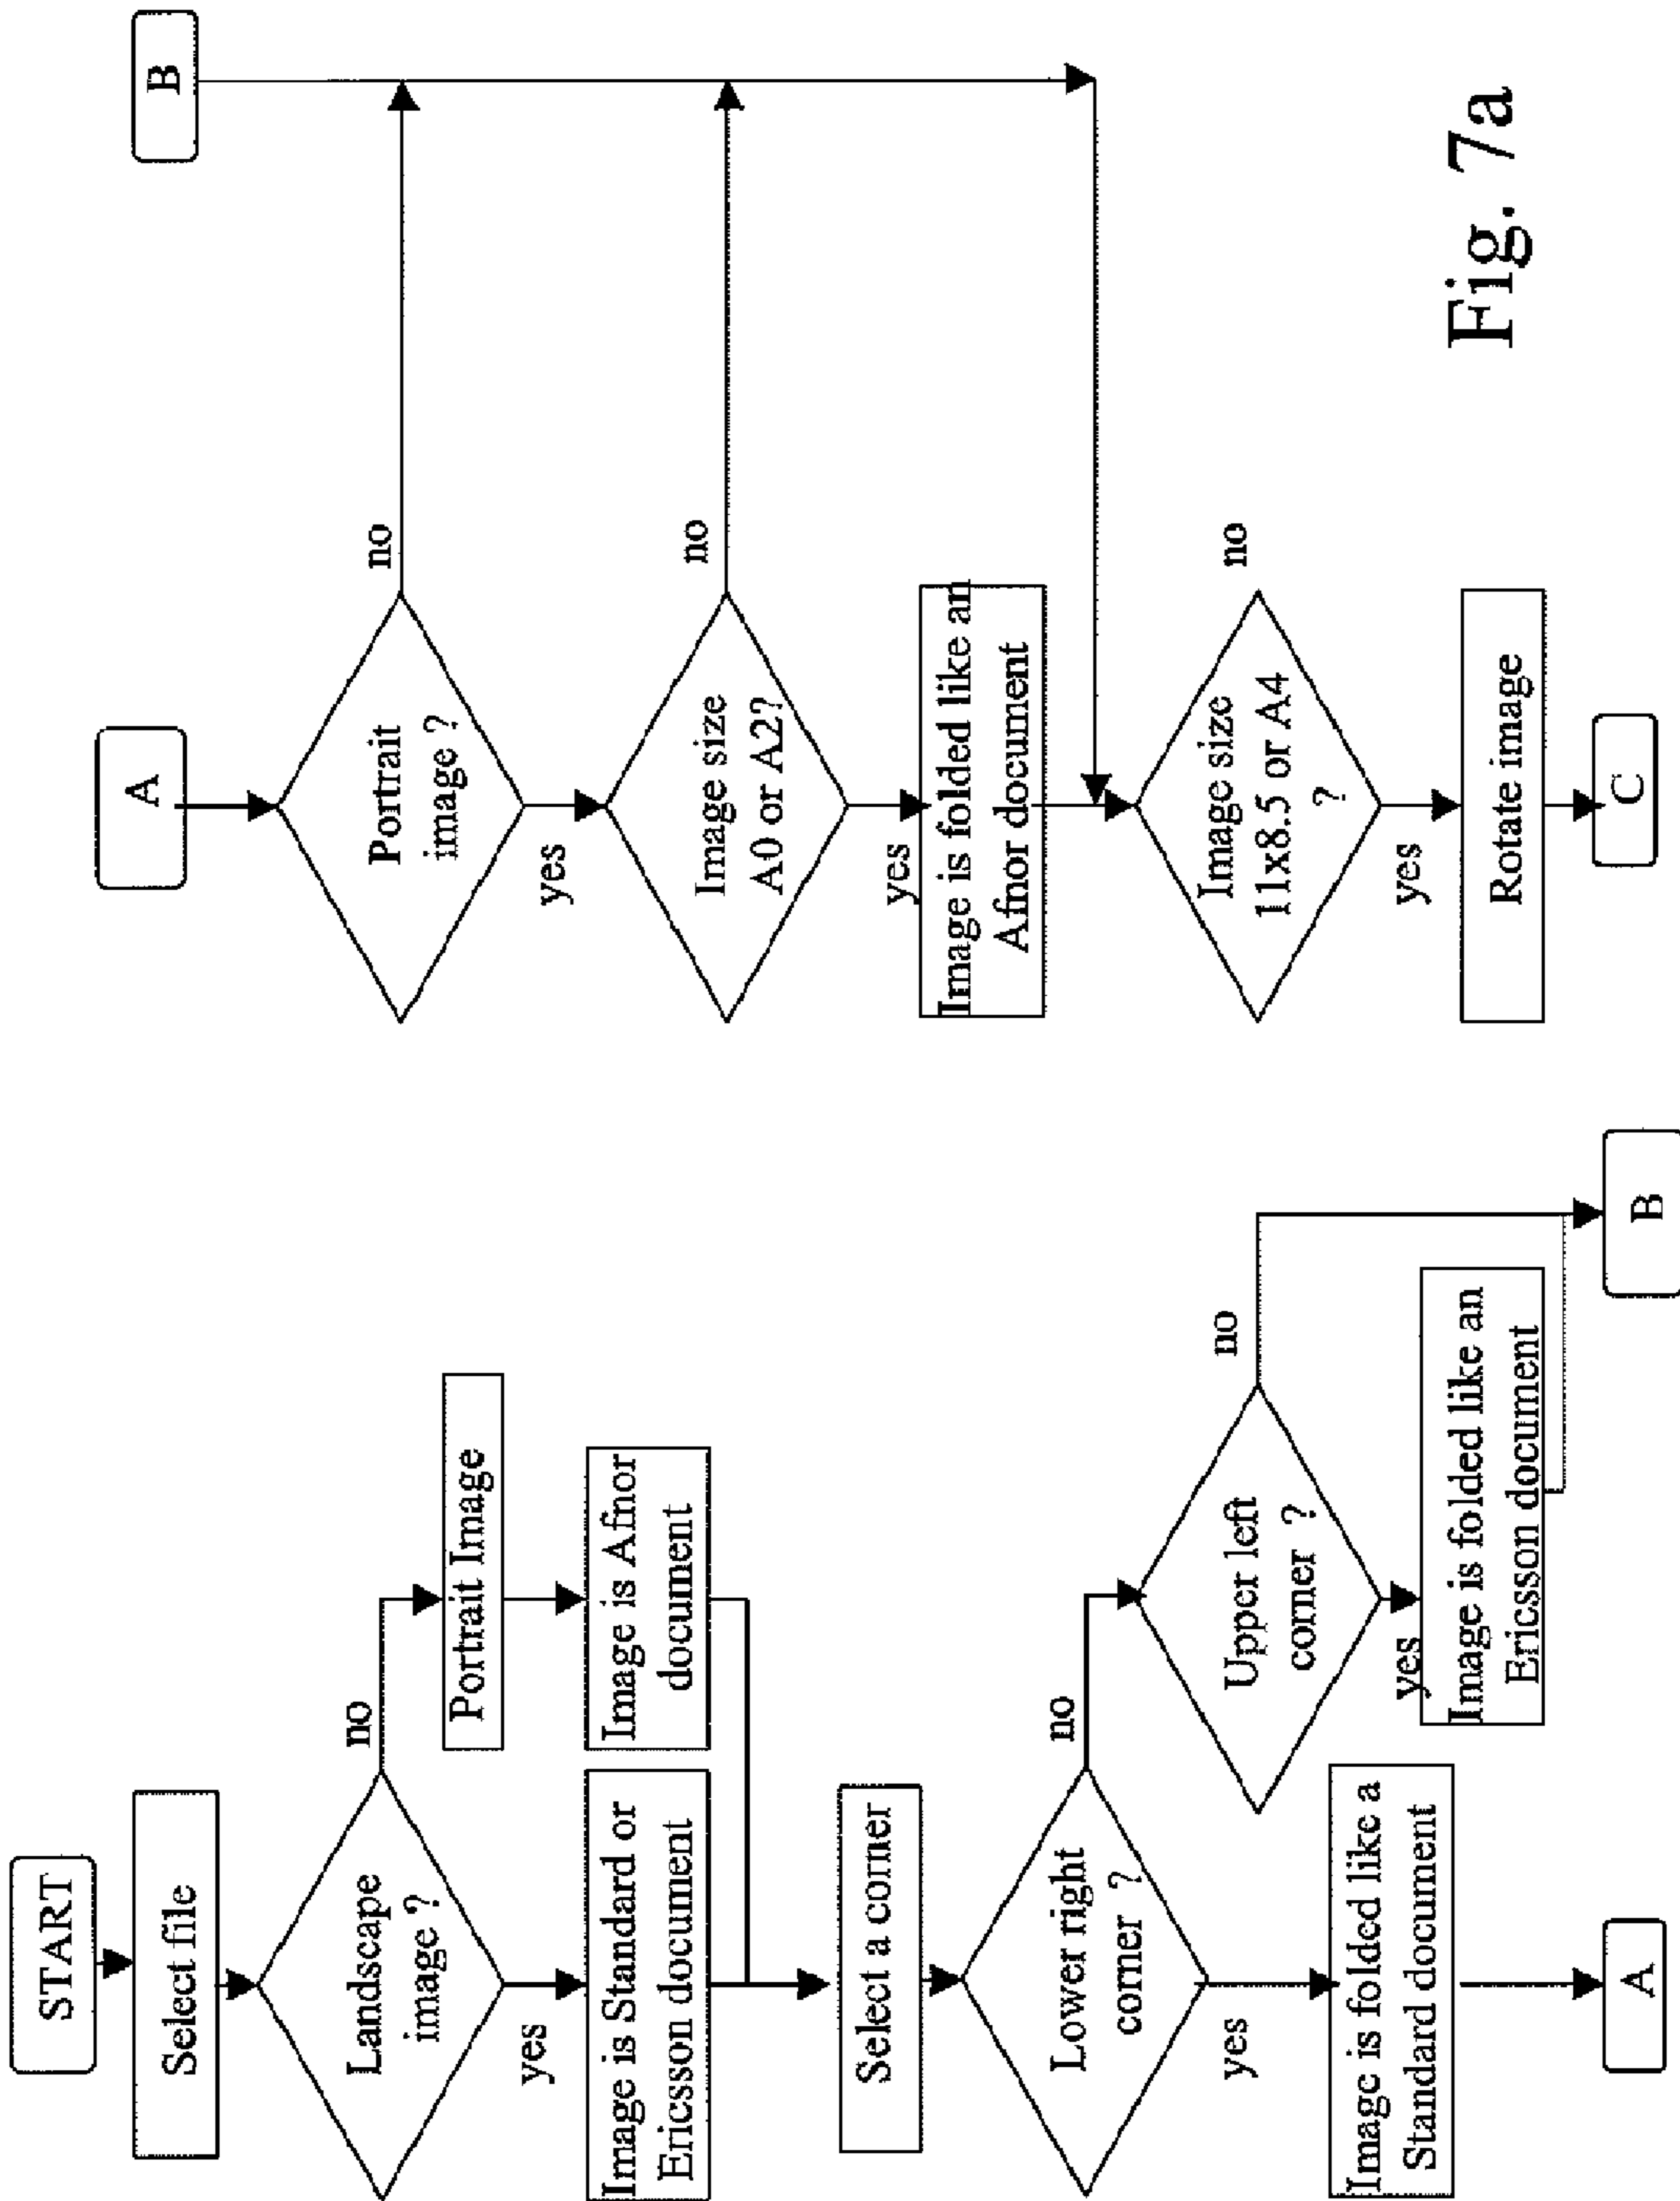 START
Select file
Landscape
image ?
no
yes
Portrait Image
Image is Standard or
Ericsson document
Image is Afnor
document
Select a corner
Lower right
corner ?
no
yes
Upper left
corner ?
no
yes
Image is folded like a
Standard document
Image is folded like an
Ericsson document
A
B
A
B
Portrait
image ?
no
yes
Image size
A0 or A2?
no
yes
Image is folded like an
Afnor document
Image size
11x8.5 or A4
?
no
yes
Rotate image
C
Fig. 7a